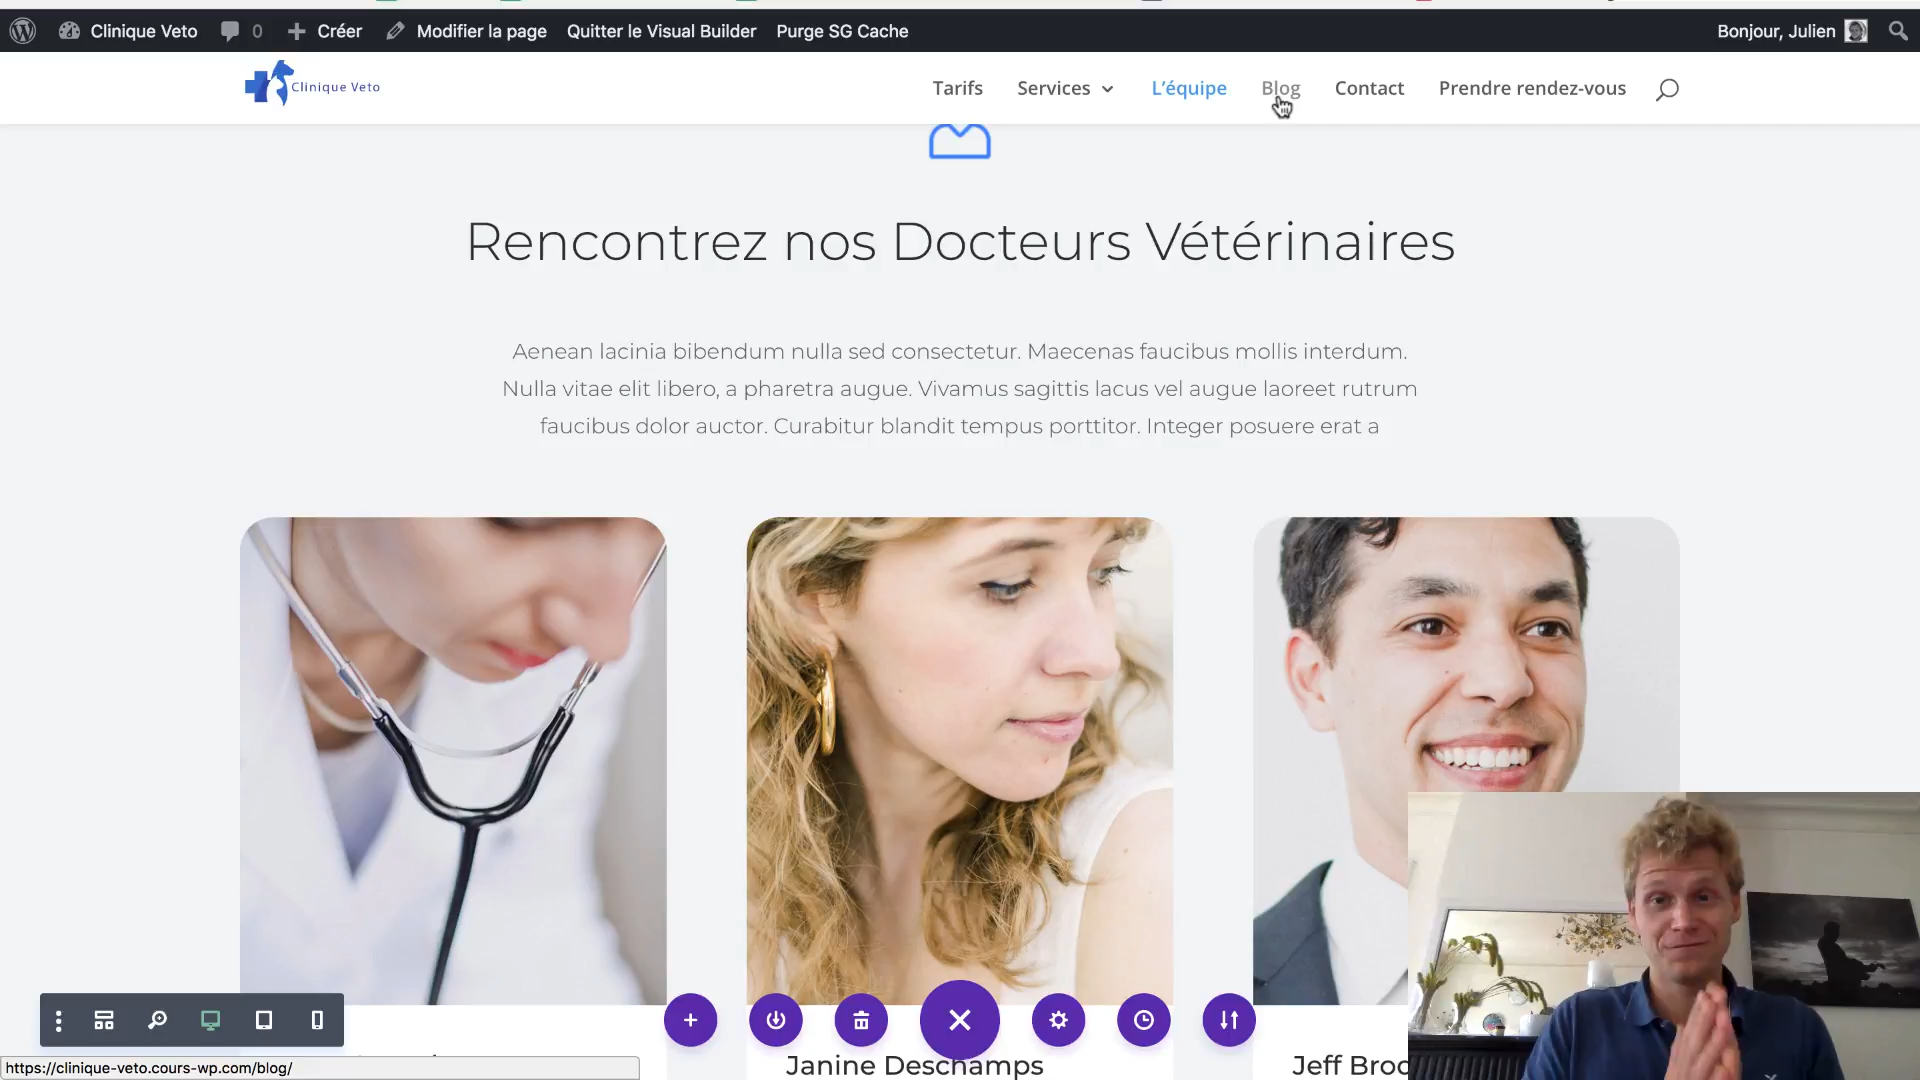 Clinique Veto 0 Créer Modifier la page Quitter le Visual Builder Purge SG Cache Bonjour, Julien
Clinique Veto Tarifs Services L'équipe Blog Contact Prendre rendez-vous
Rencontrez nos Docteurs Vétérinaires
Aenean lacinia bibendum nulla sed consectetur. Maecenas faucibus mollis interdum.
Nulla vitae elit libero, a pharetra augue. Vivamus sagittis lacus vel augue laoreet rutrum
faucibus dolor auctor. Curabitur blandit tempus porttitor. Integer posuere erat a
Janine Deschamps
Jeff
https://clinique-veto.cours-wp.com/blog/